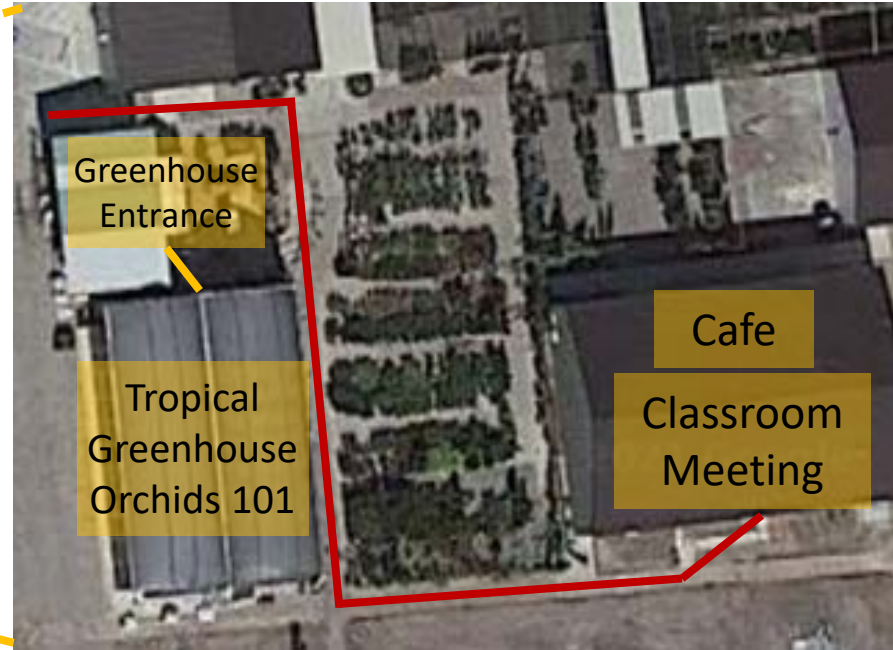 Greenhouse
Entrance
Cafe
Tropical
Greenhouse
Orchids 101
Classroom
Meeting